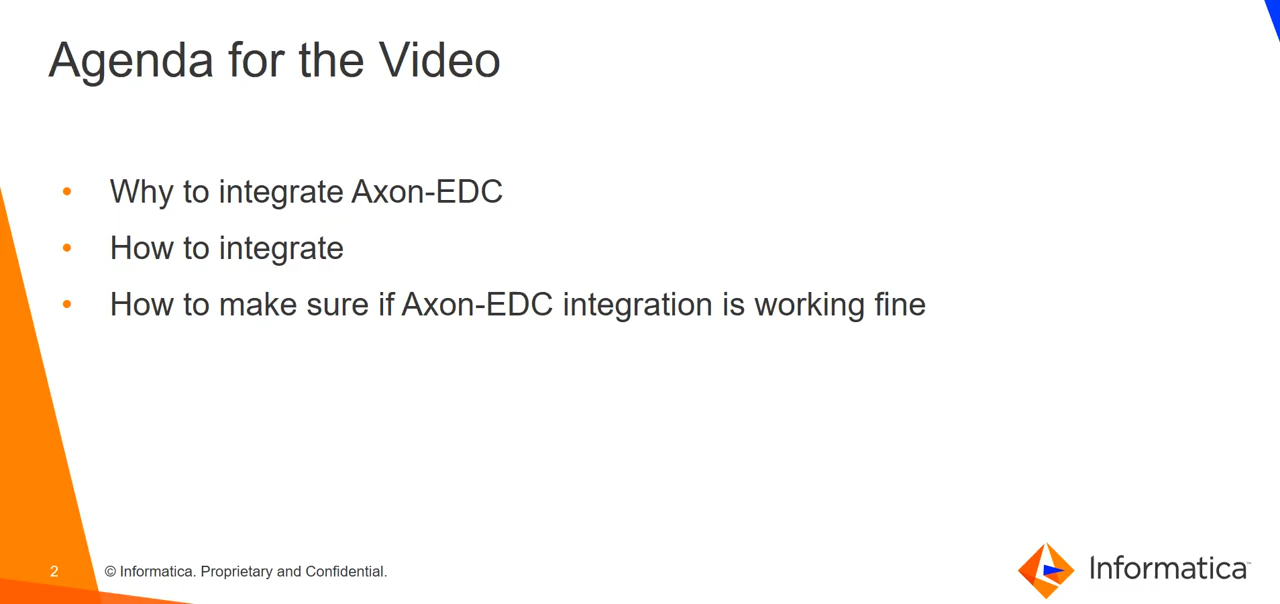 Agenda for the Video
• Why to integrate Axon-EDC
• How to integrate
• How to make sure if Axon-EDC integration is working fine
2 © Informatica. Proprietary and Confidential.
Informatica™